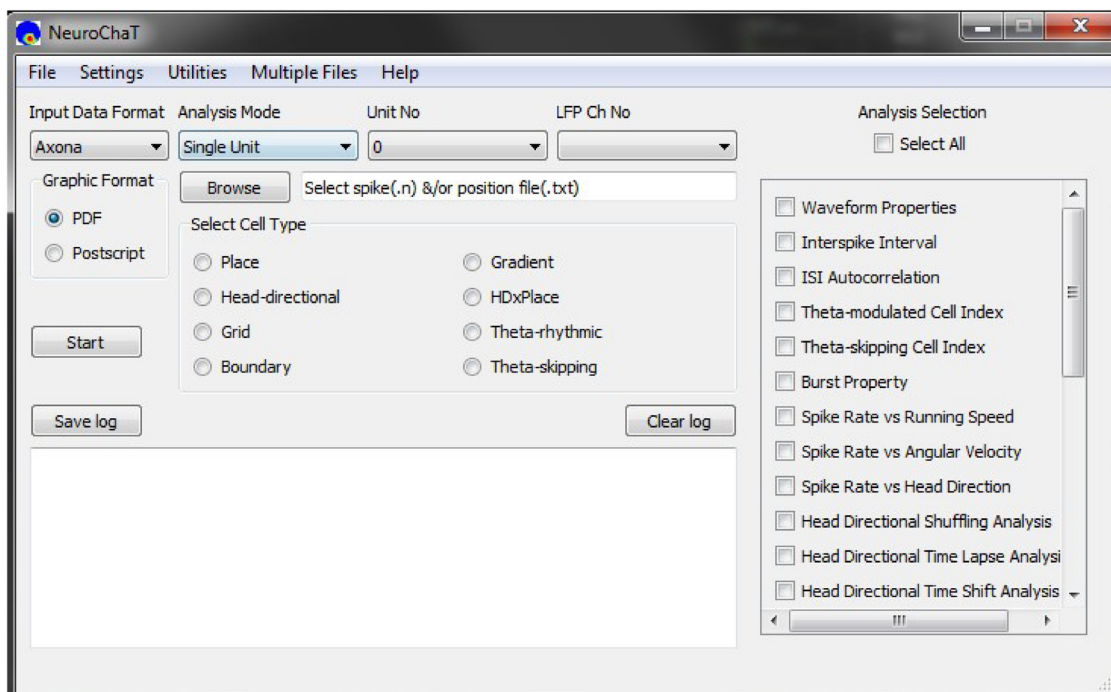 NeuroChaT
File Settings Utilities Multiple Files Help
Input Data Format Analysis Mode Unit No LFP Ch No
Axona Single Unit 0
Graphic Format
PDF
Postscript
Browse Select spike(.n) &/or position file(.txt)
Select Cell Type
Place Gradient
Head-directional HDxPlace
Grid Theta-rhythmic
Boundary Theta-skipping
Start
Save log Clear log
Analysis Selection
Select All
Waveform Properties
Interspike Interval
ISI Autocorrelation
Theta-modulated Cell Index
Theta-skipping Cell Index
Burst Property
Spike Rate vs Running Speed
Spike Rate vs Angular Velocity
Spike Rate vs Head Direction
Head Directional Shuffling Analysis
Head Directional Time Lapse Analysi
Head Directional Time Shift Analysis